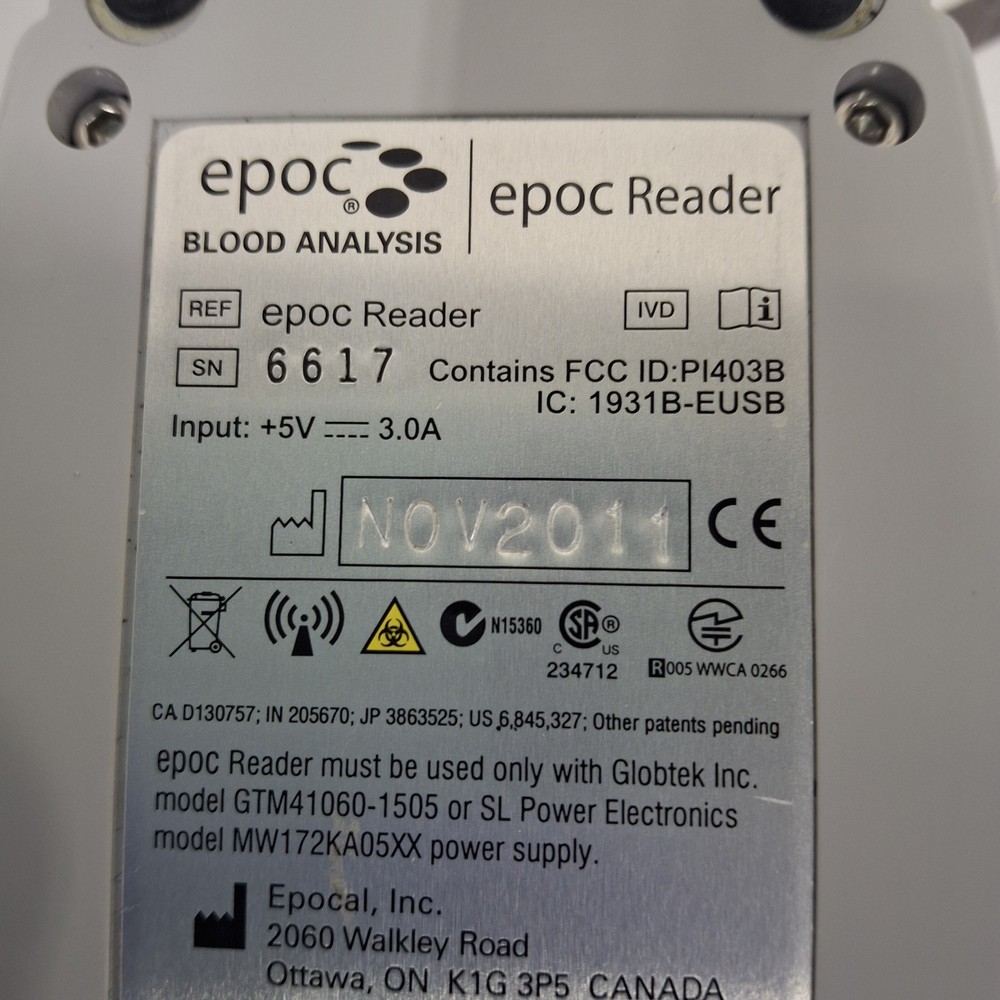 epoc®
BLOOD ANALYSIS
epoc Reader
REF epoc Reader IVD
SN 6617 Contains FCC ID:PI403B
IC: 1931B-EUSB
Input: +5V 3.0A
NOV2011 CE
N15360
SA®
C US
234712
R 005 WWCA 0266
CA D130757; IN 205670; JP 3863525; US 6,845,327; Other patents pending
epoc Reader must be used only with Globtek Inc.
model GTM41060-1505 or SL Power Electronics
model MW172KA05XX power supply.
Epocal, Inc.
2060 Walkley Road
Ottawa, ON K1G 3P5 CANADA